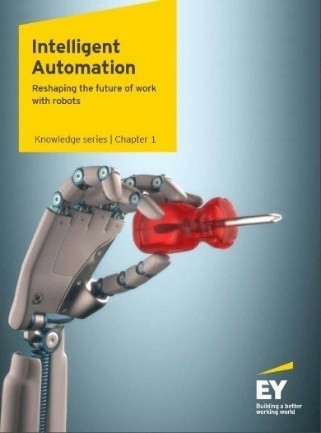 Intelligent
Automation
Reshaping the future of work
with robots
Knowledge series | Chapter 1
EY
Building a better
working world